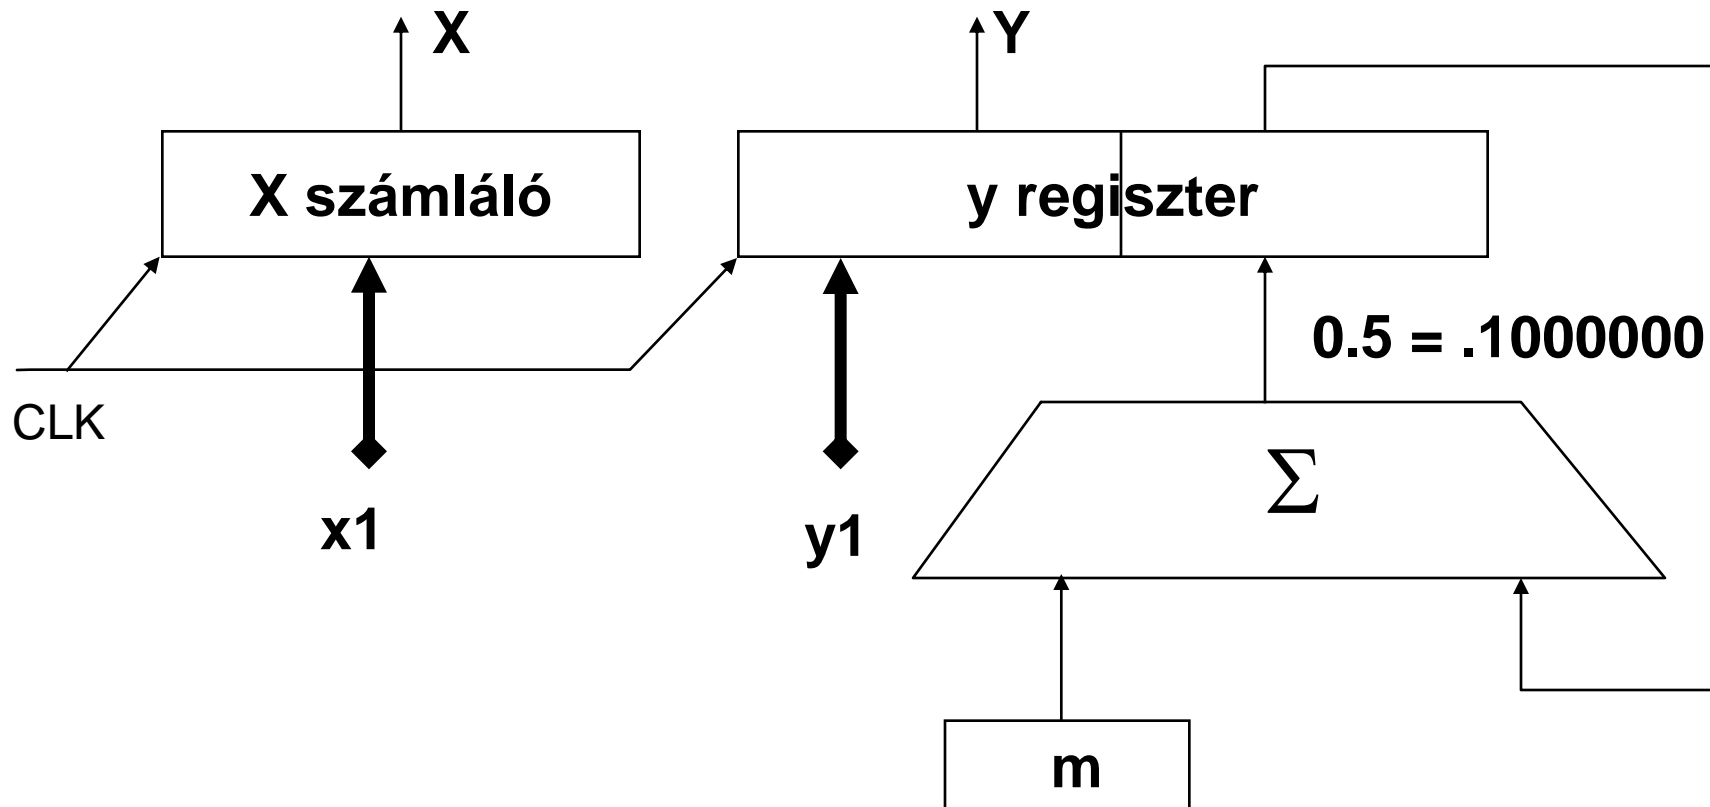 X
Y
X számláló
y regiszter
0.5 = .1000000
CLK
Σ
x1
y1
m